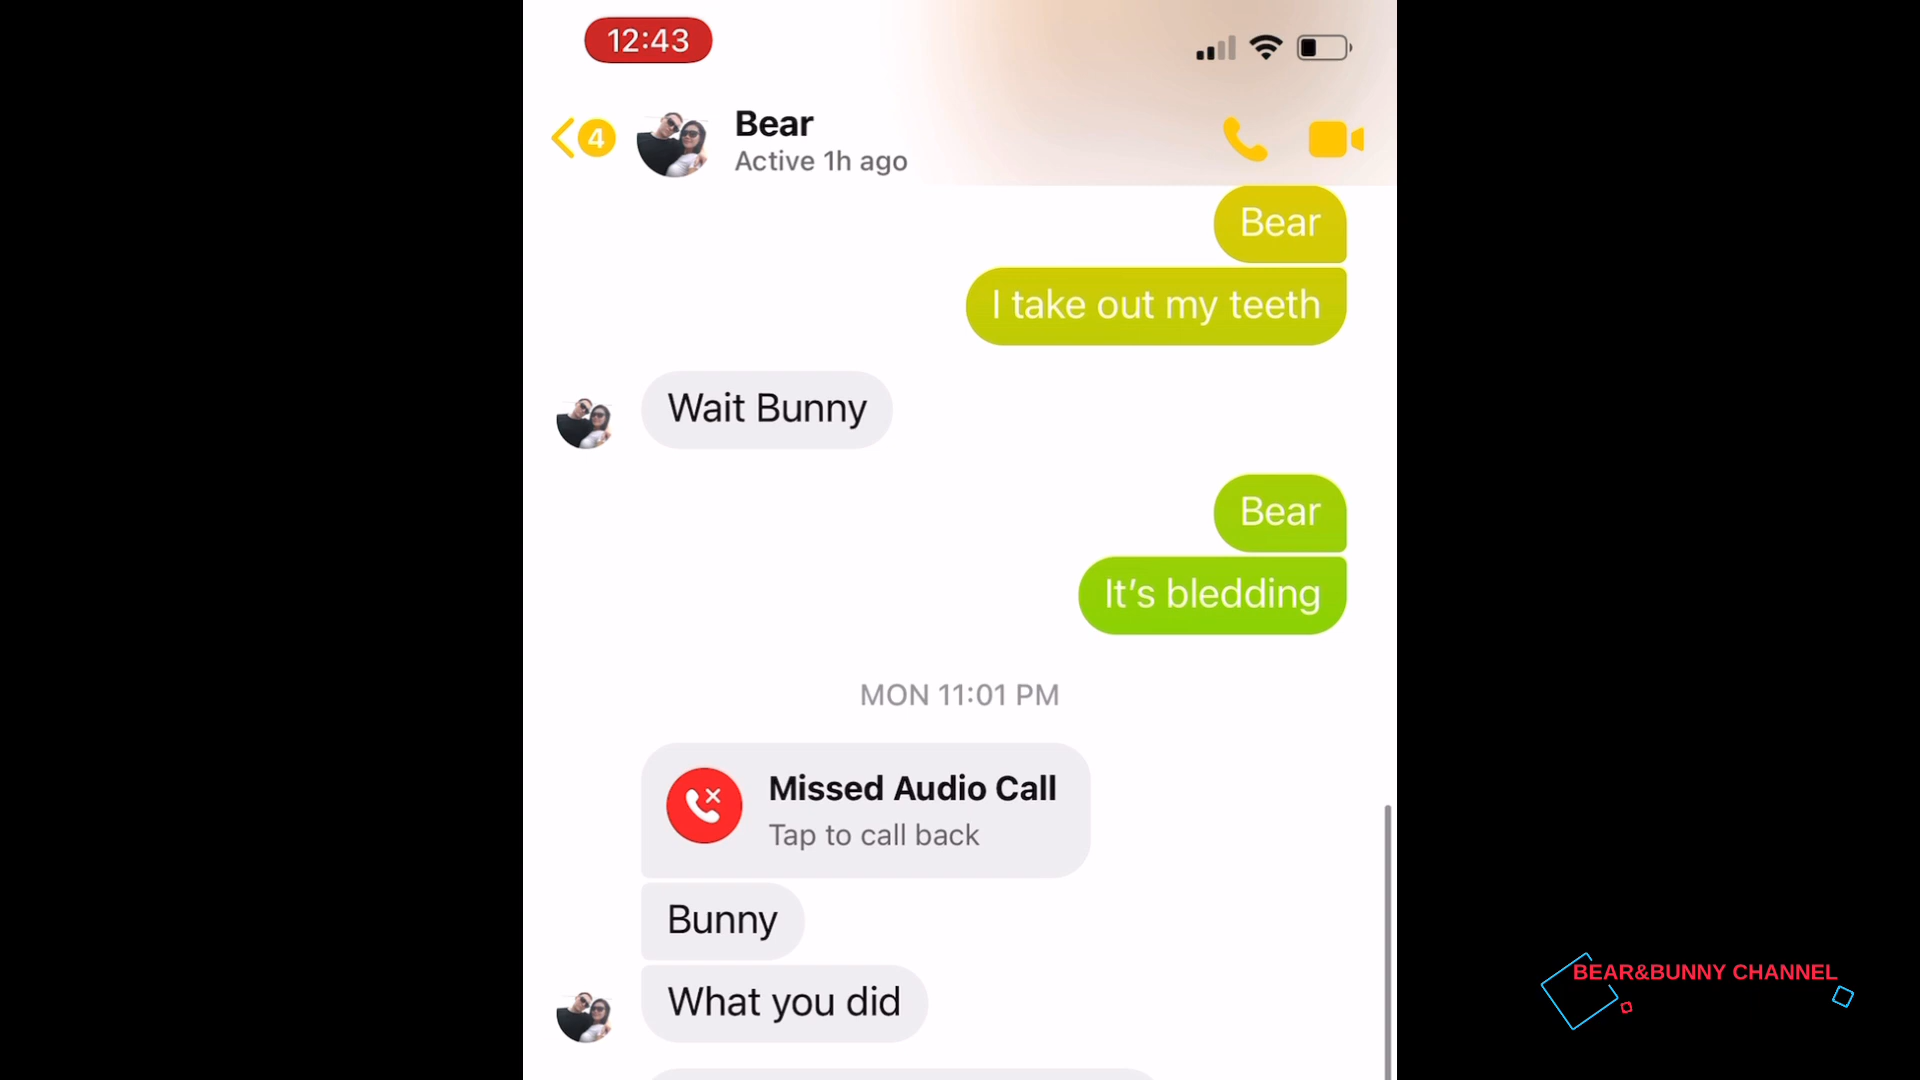 12:43
4
Bear
Active 1h ago
Bear
I take out my teeth
Wait Bunny
Bear
It’s bledding
MON 11:01 PM
Missed Audio Call
Tap to call back
Bunny
What you did
BEAR&BUNNY CHANNEL